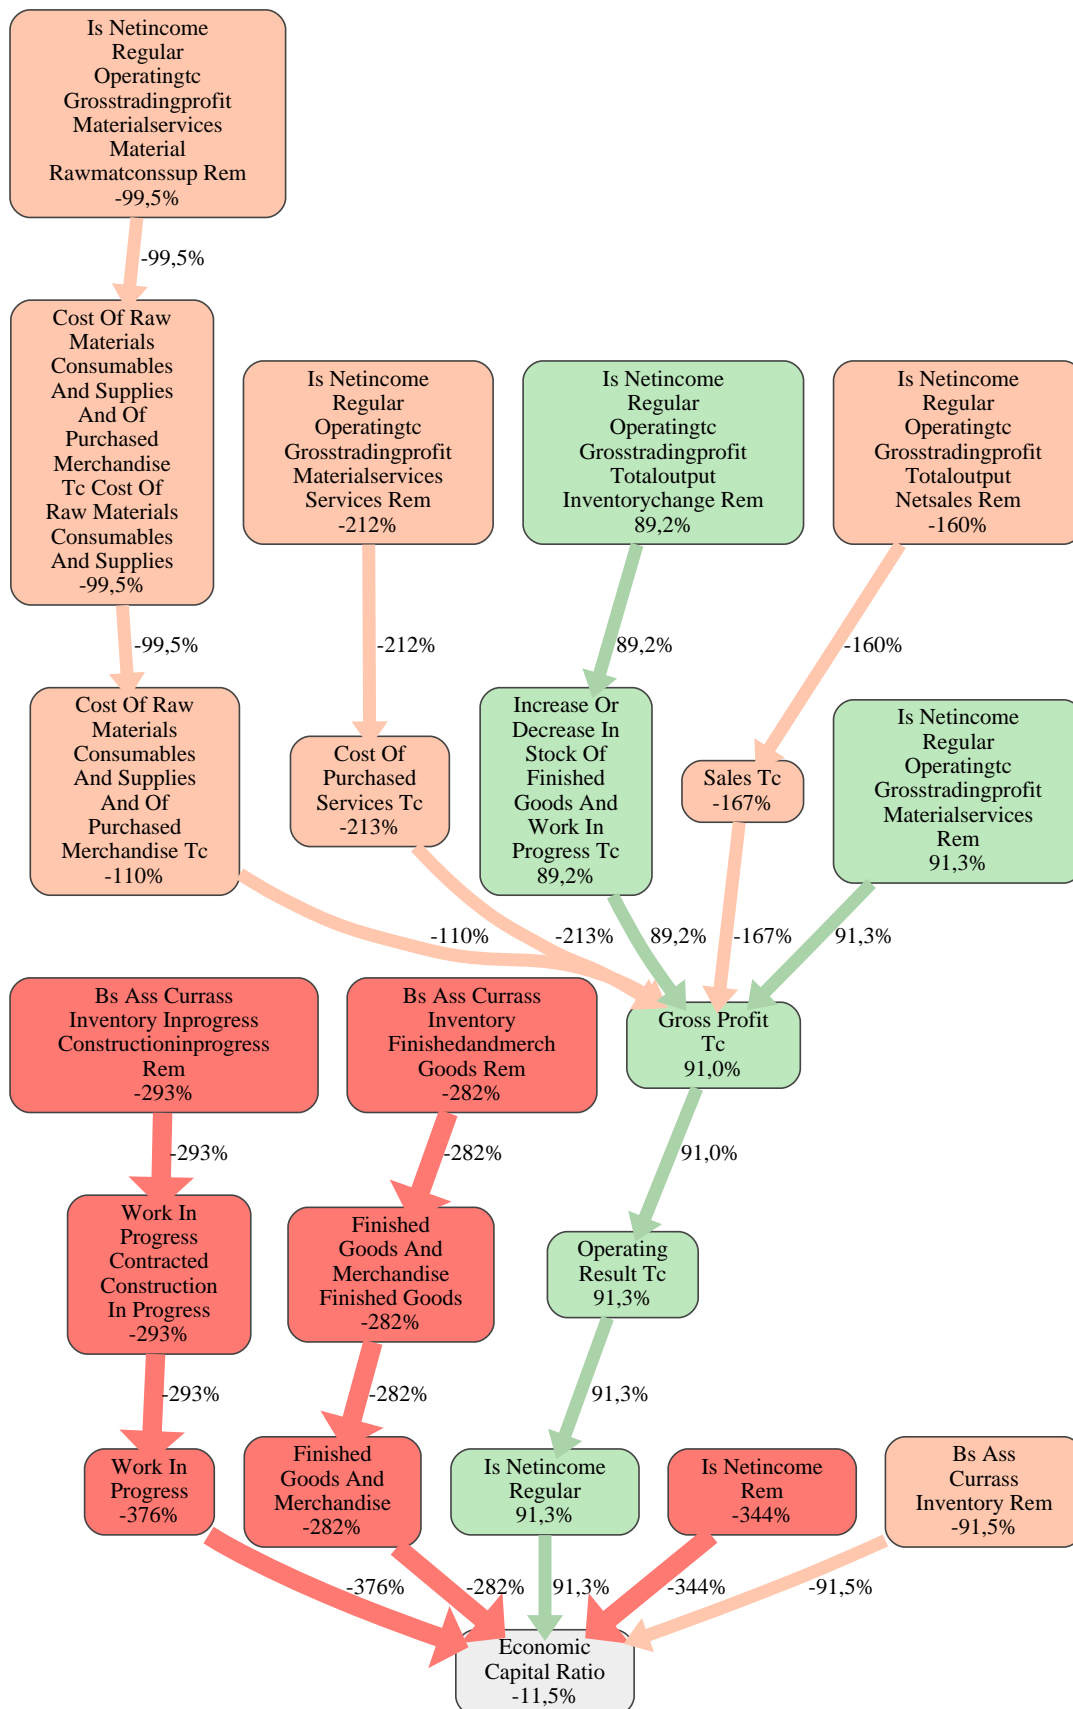 Is Netincome
Regular
Operatingtc
Grosstradingprofit
Materialservices
Material
Rawmatconssup Rem
-99,5%
-99,5%
Cost Of Raw
Materials
Consumables
And Supplies
And Of
Purchased
Merchandise
Tc Cost Of
Raw Materials
Consumables
And Supplies
-99,5%
Is Netincome
Regular
Operatingtc
Grosstradingprofit
Materialservices
Services Rem
-212%
Is Netincome
Regular
Operatingtc
Grosstradingprofit
Totaloutput
Inventorychange Rem
89,2%
Is Netincome
Regular
Operatingtc
Grosstradingprofit
Totaloutput
Netsales Rem
-160%
-99,5%
-212%
89,2%
-160%
Cost Of Raw
Materials
Consumables
And Supplies
And Of
Purchased
Merchandise Tc
-110%
Cost Of
Purchased
Services Tc
-213%
Increase Or
Decrease In
Stock Of
Finished
Goods And
Work In
Progress Tc
89,2%
Sales Tc
-167%
Is Netincome
Regular
Operatingtc
Grosstradingprofit
Materialservices
Rem
91,3%
-110%
-213%
89,2%
-167%
91,3%
Bs Ass Currass
Inventory Inprogress
Constructioninprogress
Rem
-293%
Bs Ass Currass
Inventory
Finishedandmerch
Goods Rem
-282%
Gross Profit
Tc
91,0%
-293%
-282%
91,0%
Work In
Progress
Contracted
Construction
In Progress
-293%
Finished
Goods And
Merchandise
Finished Goods
-282%
Operating
Result Tc
91,3%
-293%
-282%
91,3%
Work In
Progress
-376%
Finished
Goods And
Merchandise
-282%
Is Netincome
Regular
91,3%
Is Netincome
Rem
-344%
Bs Ass
Currass
Inventory Rem
-91,5%
-376%
-282%
91,3%
-344%
-91,5%
Economic
Capital Ratio
-11,5%